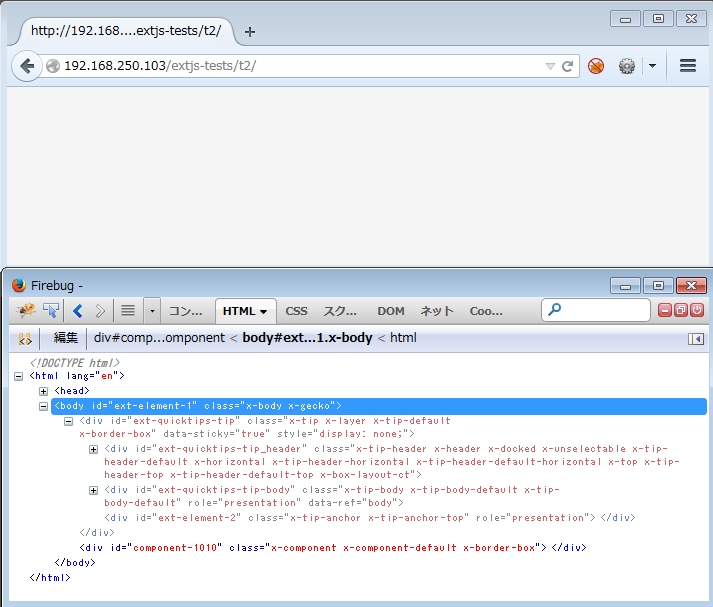 http://192.168....extjs-tests/t2/
192.168.250.103/extjs-tests/t2/
Firebug -
コン... HTML CSS スク... DOM ネット Coo...
編集 div#comp...omponent < body#ext...1.x-body < html
<!DOCTYPE html>
<html lang="en">
<head>
<body id="ext-element-1" class="x-body x-gecko">
<div id="ext-quicktips-tip" class="x-tip x-layer x-tip-default
x-border-box" data-sticky="true" style="display: none;">
<div id="ext-quicktips-tip_header" class="x-tip-header x-header x-docked x-unselectable x-tip-
header-default x-horizontal x-tip-header-horizontal x-tip-header-default-horizontal x-top x-tip-
header-top x-tip-header-default-top x-box-layout-ct">
<div id="ext-quicktips-tip-body" class="x-tip-body x-tip-body-default x-tip-
body-default" role="presentation" data-ref="body">
<div id="ext-element-2" class="x-tip-anchor x-tip-anchor-top" role="presentation"> </div>
</div>
<div id="component-1010" class="x-component x-component-default x-border-box"> </div>
</body>
</html>